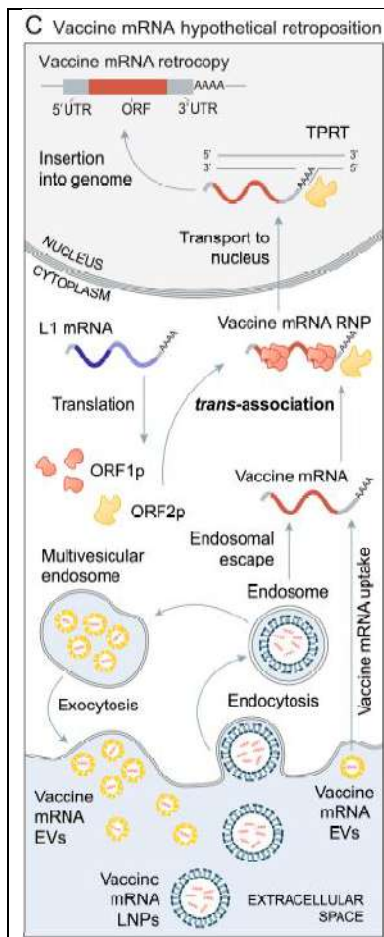 C Vaccine mRNA hypothetical retroposition
Vaccine mRNA retrocopy
AAAA
5'UTR ORF 3'UTR
TPRT
5' 3'
3' 5'
AAAA
Insertion
into genome
Transport to
nucleus
NUCLEUS
CYTOPLASM
L1 mRNA
AAAA
Vaccine mRNA RNP
AAAA
Translation
trans-association
ORF1p
ORF2p
Vaccine mRNA
AAAA
Endosomal
escape
Multivesicular
endosome
Endosome
Vaccine mRNA uptake
Exocytosis
Endocytosis
Vaccine
mRNA
EVs
Vaccine
mRNA
EVs
Vaccine
mRNA
LNPs
EXTRACELLULAR
SPACE